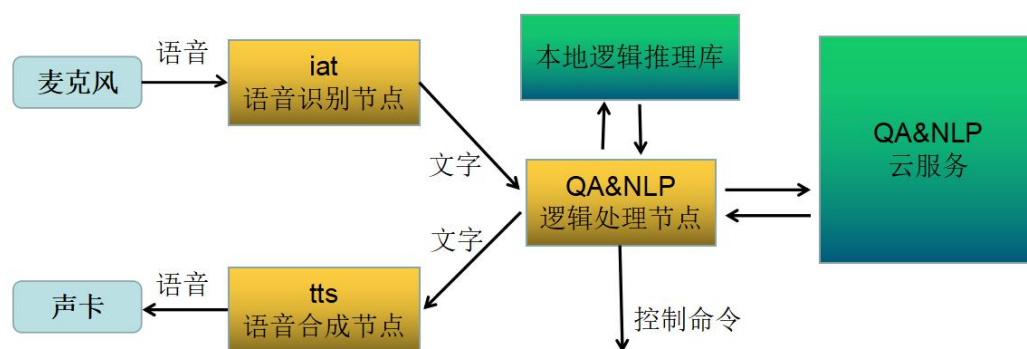 麦克风
语音
iat
语音识别节点
文字
本地逻辑推理库
QA&NLP
逻辑处理节点
QA&NLP
云服务
文字
tts
语音合成节点
语音
声卡
控制命令